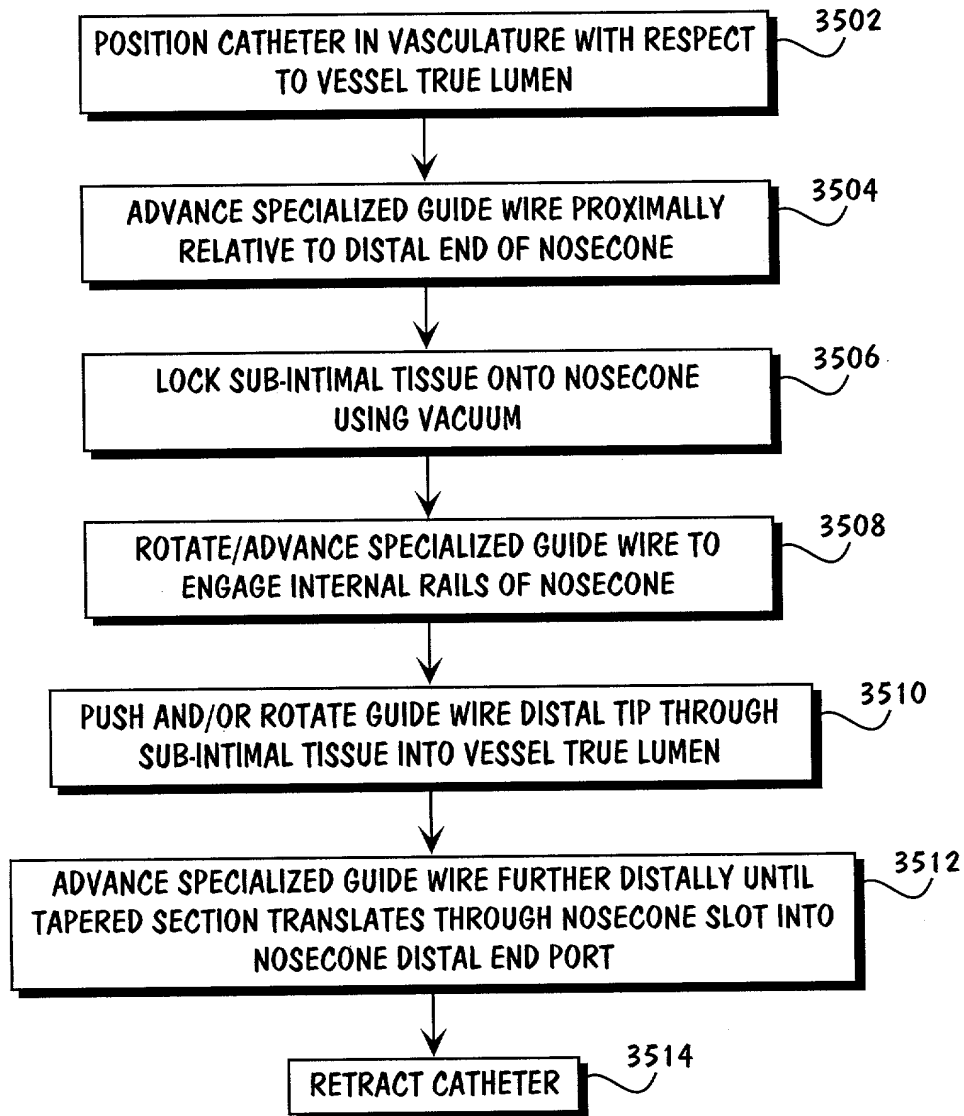 POSITION CATHETER IN VASCULATURE WITH RESPECT
TO VESSEL TRUE LUMEN
3502
ADVANCE SPECIALIZED GUIDE WIRE PROXIMALLY
RELATIVE TO DISTAL END OF NOSECONE
3504
LOCK SUB-INTIMAL TISSUE ONTO NOSECONE
USING VACUUM
3506
ROTATE/ADVANCE SPECIALIZED GUIDE WIRE TO
ENGAGE INTERNAL RAILS OF NOSECONE
3508
PUSH AND/OR ROTATE GUIDE WIRE DISTAL TIP THROUGH
SUB-INTIMAL TISSUE INTO VESSEL TRUE LUMEN
3510
ADVANCE SPECIALIZED GUIDE WIRE FURTHER DISTALLY UNTIL
TAPERED SECTION TRANSLATES THROUGH NOSECONE SLOT INTO
NOSECONE DISTAL END PORT
3512
RETRACT CATHETER
3514